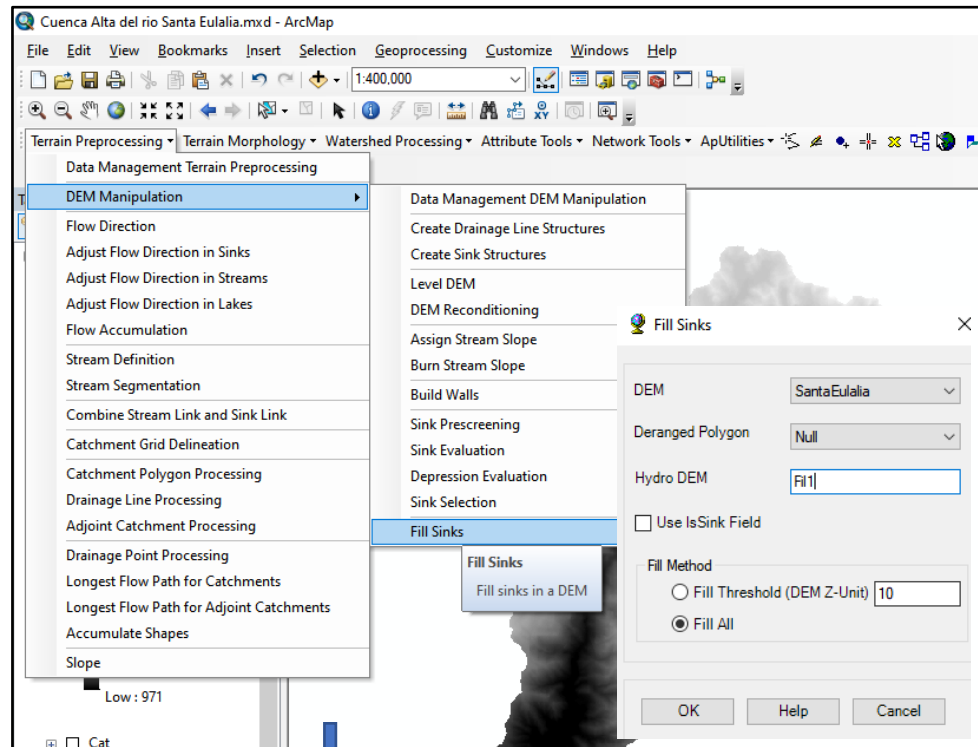 Cuenca Alta del rio Santa Eulalia.mxd - ArcMap
File Edit View Bookmarks Insert Selection Geoprocessing Customize Windows Help
1:400,000
Terrain Preprocessing Terrain Morphology Watershed Processing Attribute Tools Network Tools ApUtilities
Data Management Terrain Preprocessing
DEM Manipulation
Flow Direction
Adjust Flow Direction in Sinks
Adjust Flow Direction in Streams
Adjust Flow Direction in Lakes
Flow Accumulation
Stream Definition
Stream Segmentation
Combine Stream Link and Sink Link
Catchment Grid Delineation
Catchment Polygon Processing
Drainage Line Processing
Adjoint Catchment Processing
Drainage Point Processing
Longest Flow Path for Catchments
Longest Flow Path for Adjoint Catchments
Accumulate Shapes
Slope
Low : 971
Cat
Data Management DEM Manipulation
Create Drainage Line Structures
Create Sink Structures
Level DEM
DEM Reconditioning
Assign Stream Slope
Burn Stream Slope
Build Walls
Sink Prescreening
Sink Evaluation
Depression Evaluation
Sink Selection
Fill Sinks
Fill Sinks
Fill sinks in a DEM
Fill Sinks
DEM SantaEulalia
Deranged Polygon Null
Hydro DEM Fil1
Use IsSink Field
Fill Method
Fill Threshold (DEM Z-Unit) 10
Fill All
OK Help Cancel